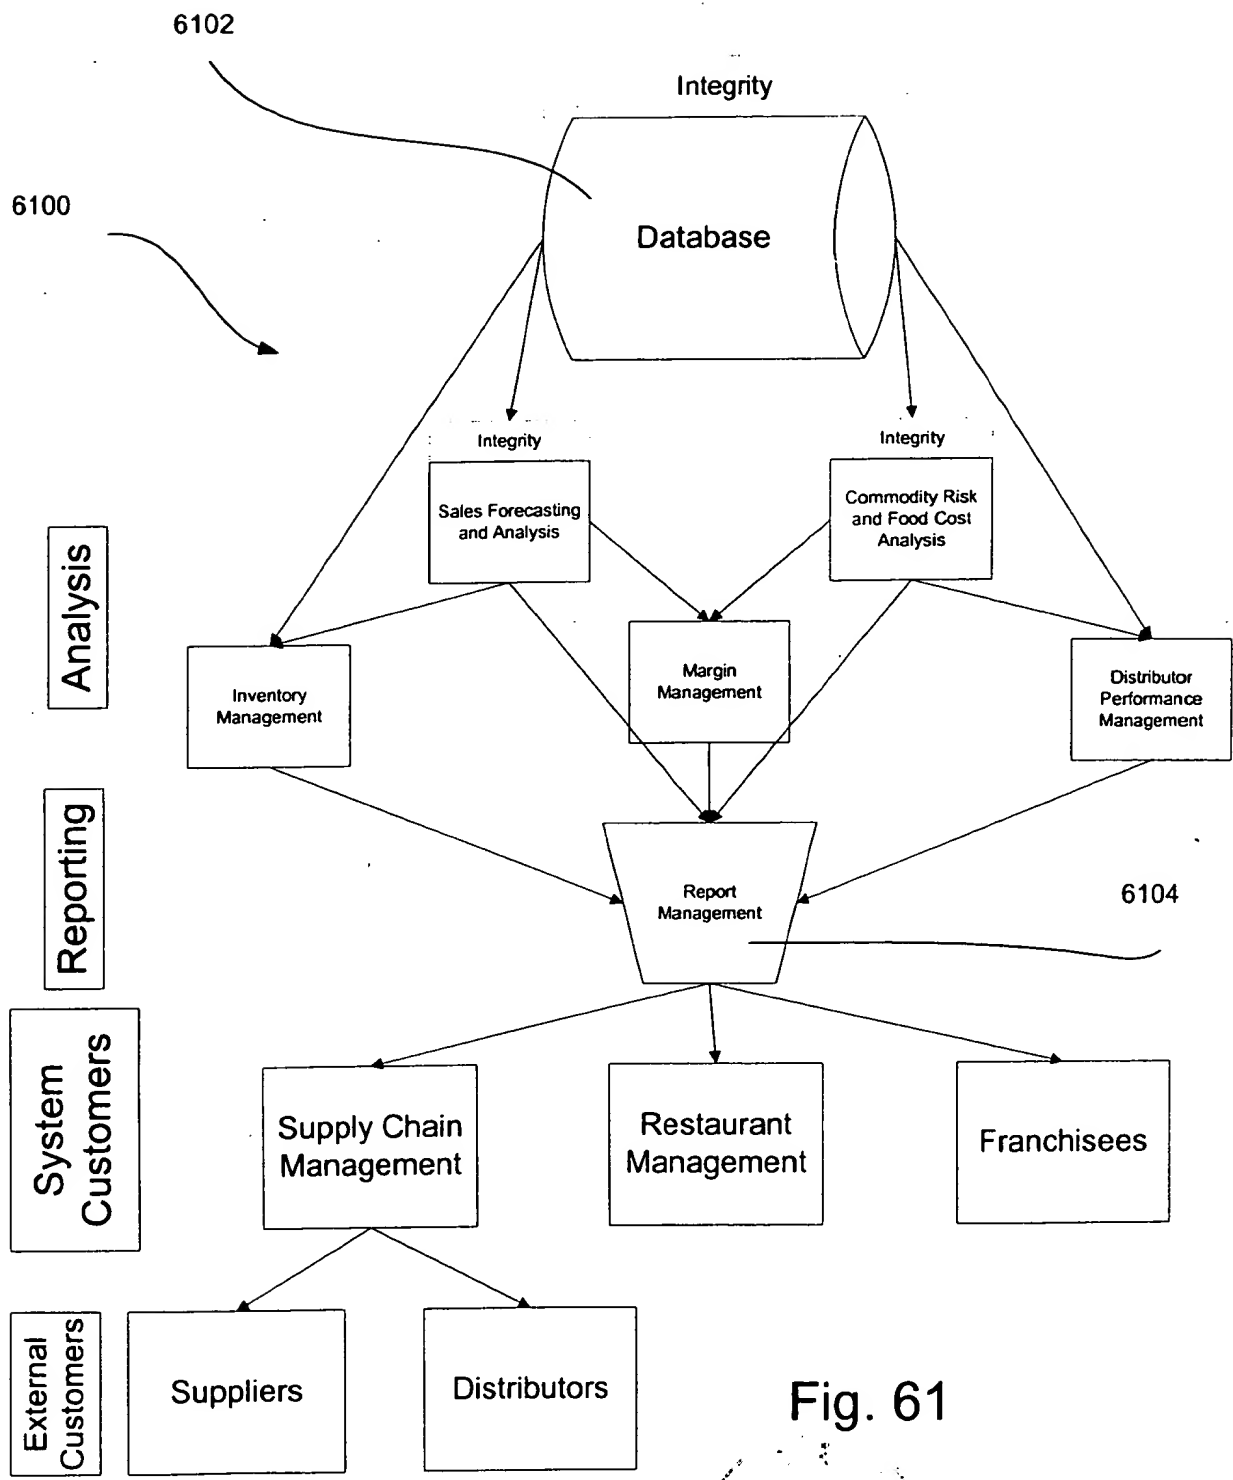 6102
Integrity
6100
Database
Integrity
Integrity
Sales Forecasting
and Analysis
Commodity Risk
and Food Cost
Analysis
Analysis
Inventory
Management
Margin
Management
Distributor
Performance
Management
Reporting
Report
Management
6104
System
Customers
Supply Chain
Management
Restaurant
Management
Franchisees
External
Customers
Suppliers
Distributors
Fig. 61